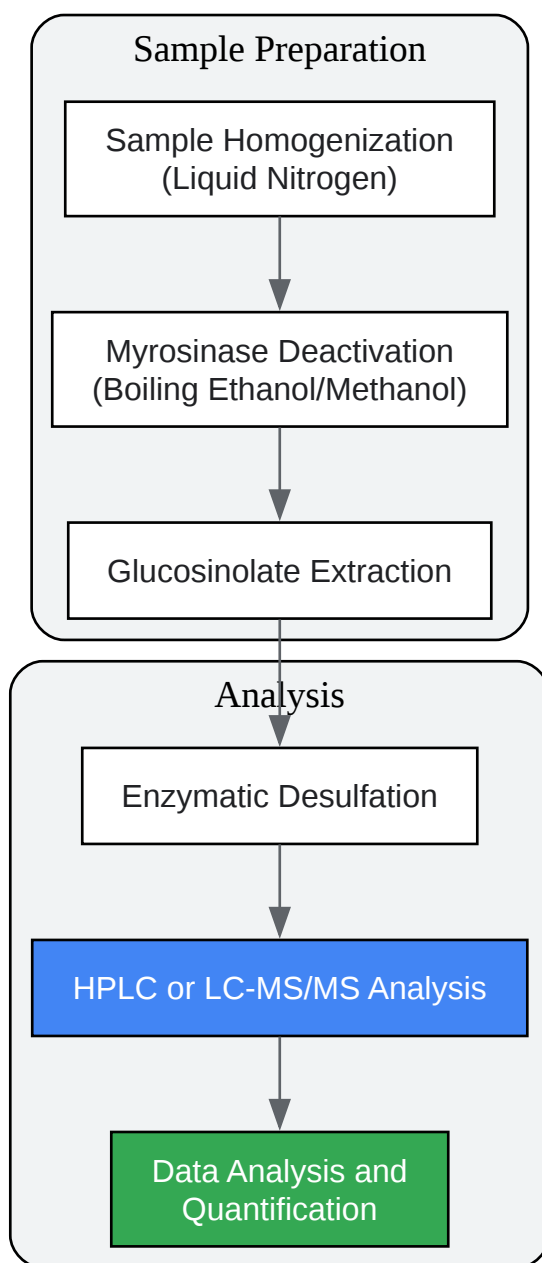 Sample Preparation
Sample Homogenization
(Liquid Nitrogen)
Myrosinase Deactivation
(Boiling Ethanol/Methanol)
Glucosinolate Extraction
Analysis
Enzymatic Desulfation
HPLC or LC-MS/MS Analysis
Data Analysis and
Quantification